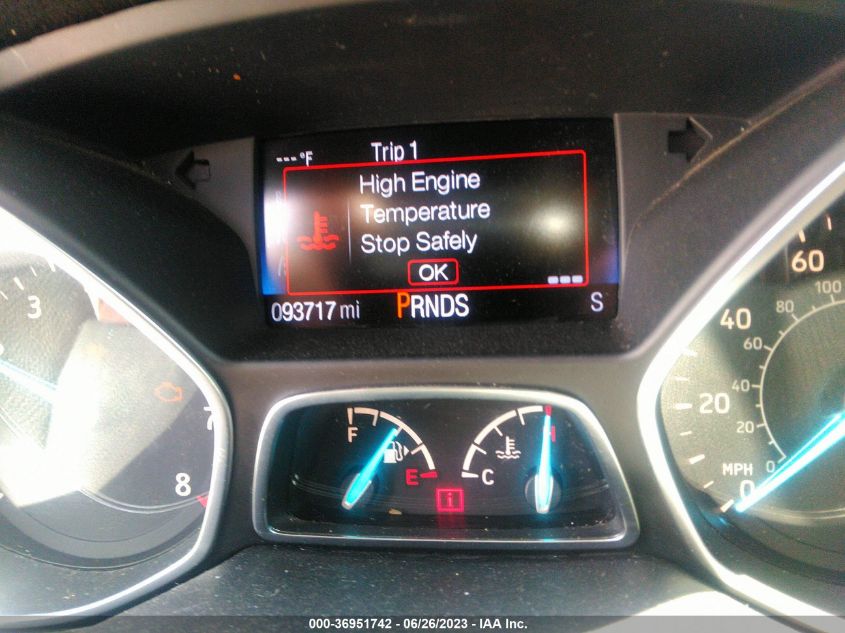 --- °F Trip 1
High Engine
Temperature
Stop Safely
OK
093717 mi PRNDS S
3
7
8
F E
C H
i
60
40
20
0
MPH
100
80
60
40
20
0
000-36951742 - 06/26/2023 - IAA Inc.